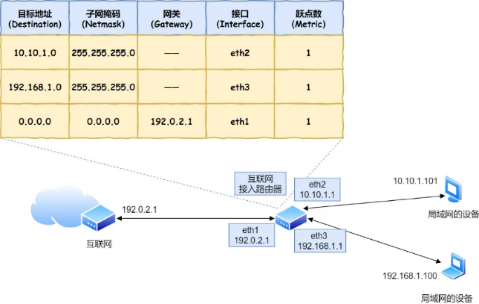 目标地址 子网掩码 网关 接口 跃点数
(Destination) (Netmask) (Gateway) (Interface) (Metric)
10.10.1.0 255.255.255.0 —— eth2 1
192.168.1.0 255.255.255.0 —— eth3 1
0.0.0.0 0.0.0.0 192.0.2.1 eth1 1
互联网
接入路由器
eth2
10.10.1.1
10.10.1.101
局域网的设备
192.0.2.1
互联网
eth1
192.0.2.1
eth3
192.168.1.1
192.168.1.100
局域网的设备